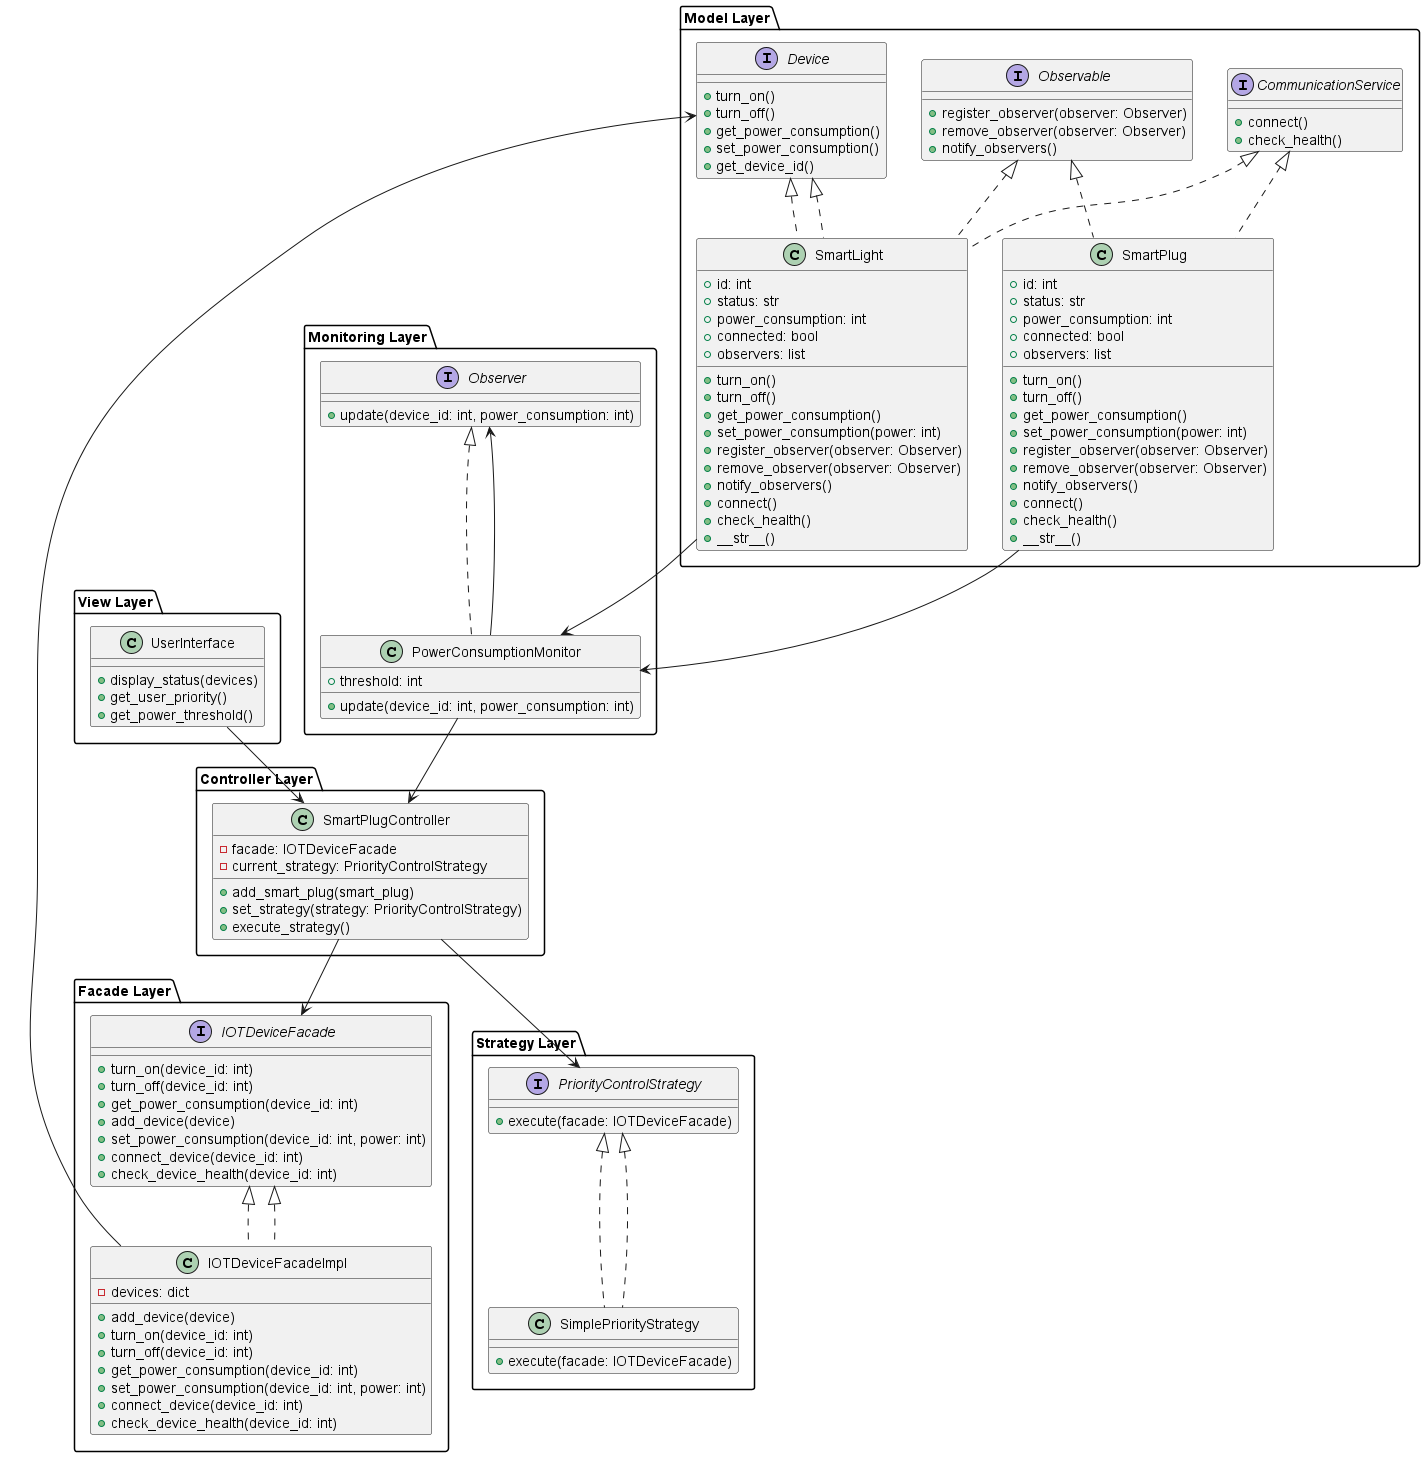 Model Layer
Device
turn_on()
turn_off()
get_power_consumption()
set_power_consumption()
get_device_id()
Observable
register_observer(observer: Observer)
remove_observer(observer: Observer)
notify_observers()
CommunicationService
connect()
check_health()
SmartLight
id: int
status: str
power_consumption: int
connected: bool
observers: list
turn_on()
turn_off()
get_power_consumption()
set_power_consumption(power: int)
register_observer(observer: Observer)
remove_observer(observer: Observer)
notify_observers()
connect()
check_health()
__str__()
SmartPlug
id: int
status: str
power_consumption: int
connected: bool
observers: list
turn_on()
turn_off()
get_power_consumption()
set_power_consumption(power: int)
register_observer(observer: Observer)
remove_observer(observer: Observer)
notify_observers()
connect()
check_health()
__str__()
Monitoring Layer
Observer
update(device_id: int, power_consumption: int)
PowerConsumptionMonitor
threshold: int
update(device_id: int, power_consumption: int)
View Layer
UserInterface
display_status(devices)
get_user_priority()
get_power_threshold()
Controller Layer
SmartPlugController
facade: IOTDeviceFacade
current_strategy: PriorityControlStrategy
add_smart_plug(smart_plug)
set_strategy(strategy: PriorityControlStrategy)
execute_strategy()
Facade Layer
IOTDeviceFacade
turn_on(device_id: int)
turn_off(device_id: int)
get_power_consumption(device_id: int)
add_device(device)
set_power_consumption(device_id: int, power: int)
connect_device(device_id: int)
check_device_health(device_id: int)
IOTDeviceFacadeImpl
devices: dict
add_device(device)
turn_on(device_id: int)
turn_off(device_id: int)
get_power_consumption(device_id: int)
set_power_consumption(device_id: int, power: int)
connect_device(device_id: int)
check_device_health(device_id: int)
Strategy Layer
PriorityControlStrategy
execute(facade: IOTDeviceFacade)
SimplePriorityStrategy
execute(facade: IOTDeviceFacade)